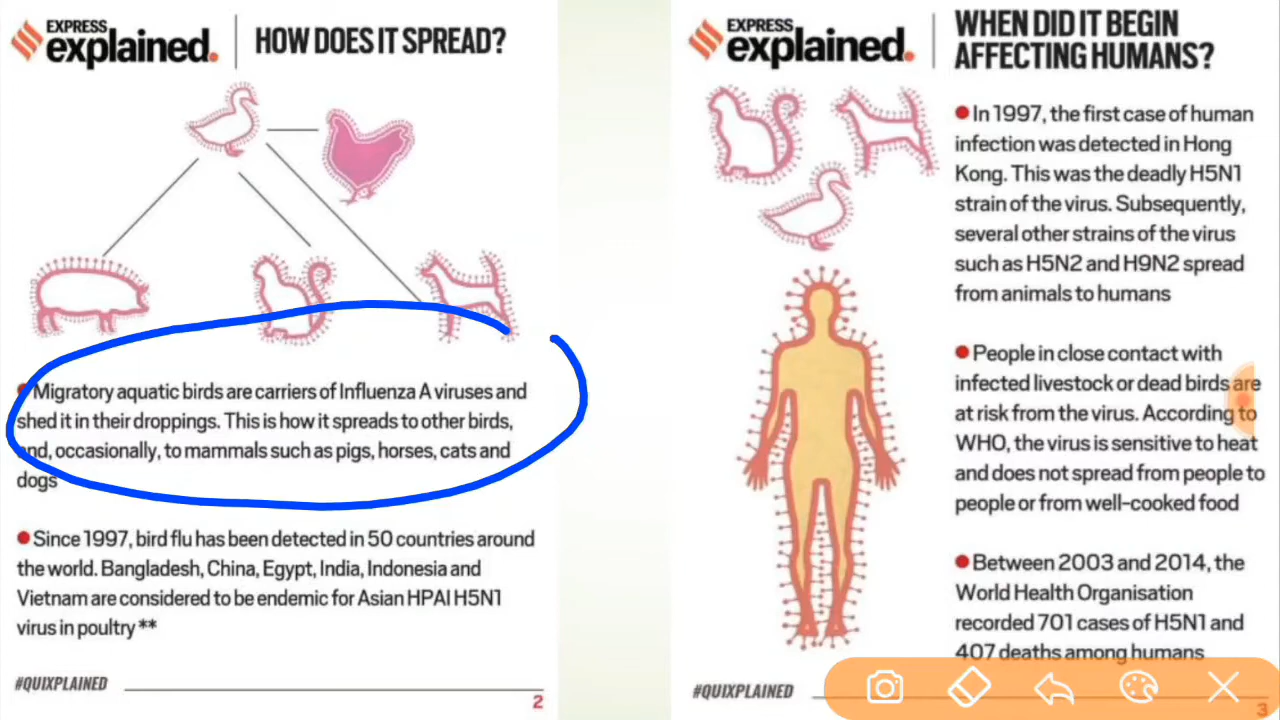 EXPRESS
explained.
HOW DOES IT SPREAD?
Migratory aquatic birds are carriers of Influenza A viruses and
shed it in their droppings. This is how it spreads to other birds,
and, occasionally, to mammals such as pigs, horses, cats and
dogs
Since 1997, bird flu has been detected in 50 countries around
the world. Bangladesh, China, Egypt, India, Indonesia and
Vietnam are considered to be endemic for Asian HPAI H5N1
virus in poultry **
#QUIXPLAINED
2
EXPRESS
explained.
WHEN DID IT BEGIN
AFFECTING HUMANS?
In 1997, the first case of human
infection was detected in Hong
Kong. This was the deadly H5N1
strain of the virus. Subsequently,
several other strains of the virus
such as H5N2 and H9N2 spread
from animals to humans
People in close contact with
infected livestock or dead birds are
at risk from the virus. According to
WHO, the virus is sensitive to heat
and does not spread from people to
people or from well-cooked food
Between 2003 and 2014, the
World Health Organisation
recorded 701 cases of H5N1 and
407 deaths among humans
#QUIXPLAINED
3